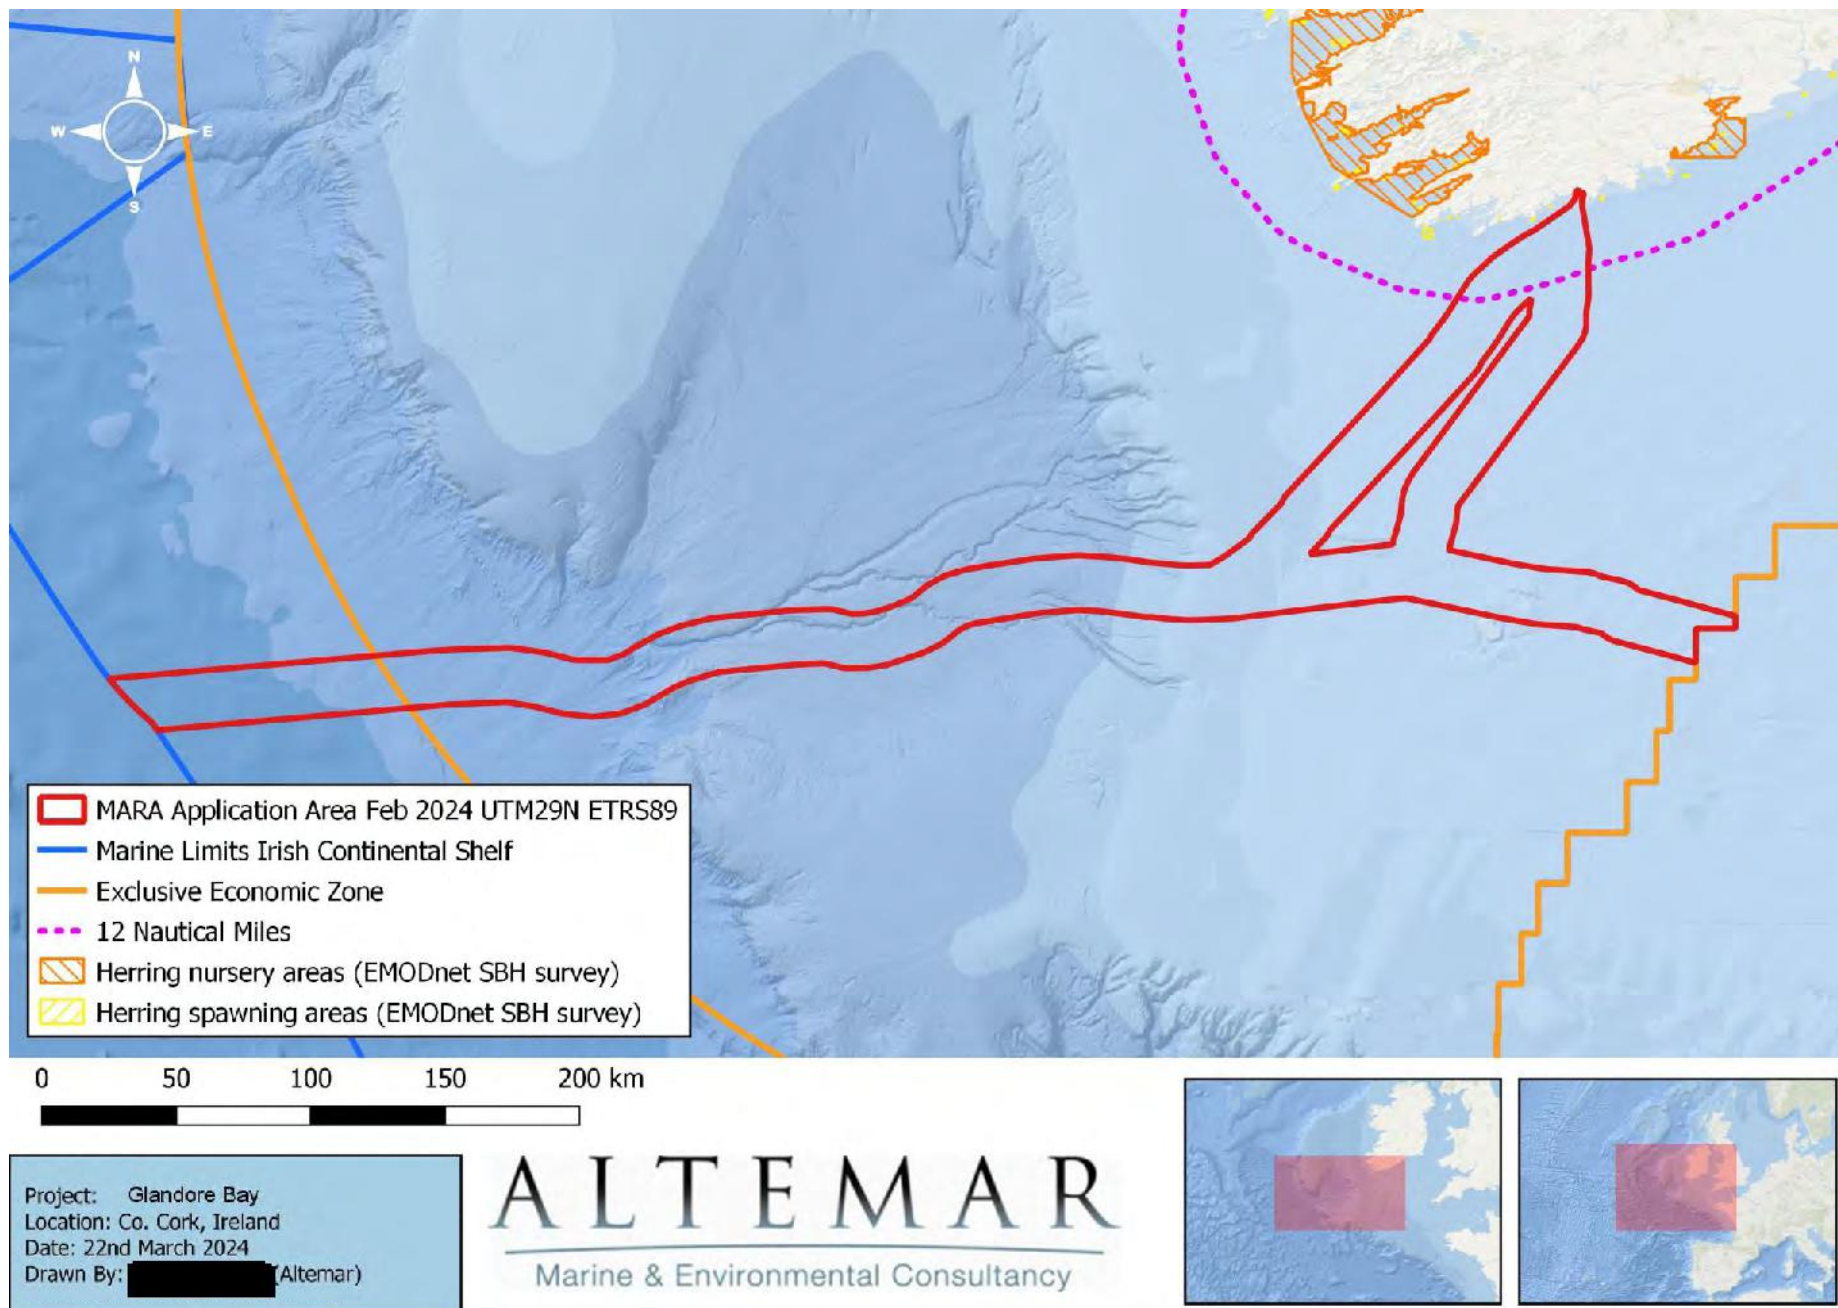 N
W E
S
MARA Application Area Feb 2024 UTM29N ETRS89
Marine Limits Irish Continental Shelf
Exclusive Economic Zone
12 Nautical Miles
Herring nursery areas (EMODnet SBH survey)
Herring spawning areas (EMODnet SBH survey)
0 50 100 150 200 km
Project: Glandore Bay
Location: Co. Cork, Ireland
Date: 22nd March 2024
Drawn By: (Altemar)
ALTEMAR
Marine & Environmental Consultancy